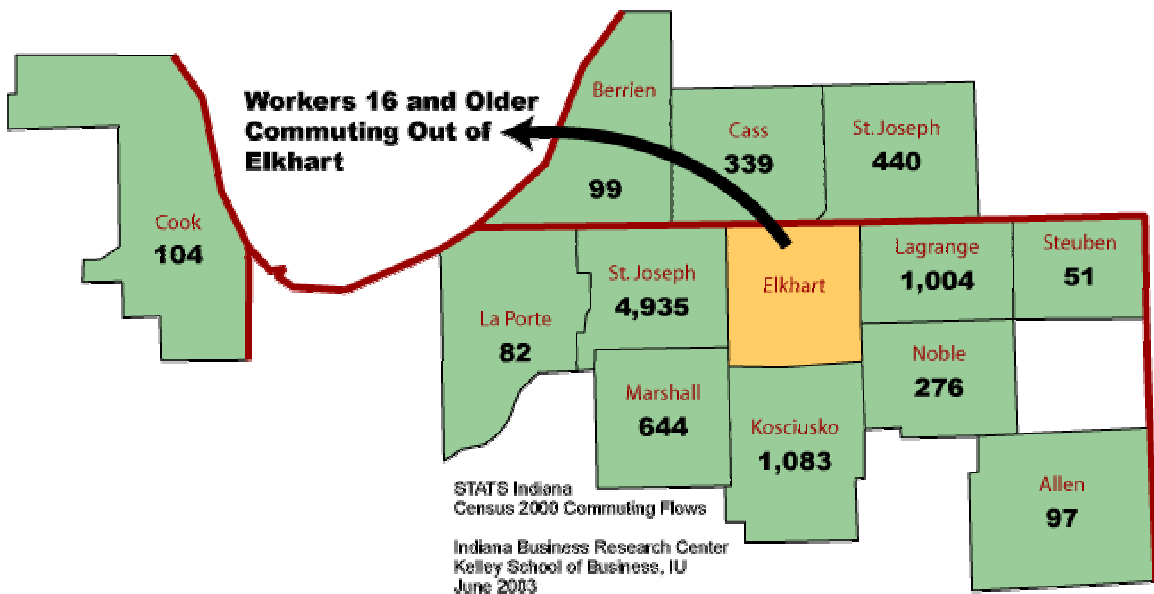 Workers 16 and Older
Commuting Out of
Elkhart
Berrien
99
Cass
339
St. Joseph
440
Cook
104
La Porte
82
St. Joseph
4,935
Elkhart
Lagrange
1,004
Steuben
51
Marshall
644
Kosciusko
1,083
Noble
276
Allen
97
STATS Indiana
Census 2000 Commuting Flows
Indiana Business Research Center
Kelley School of Business, IU
June 2003